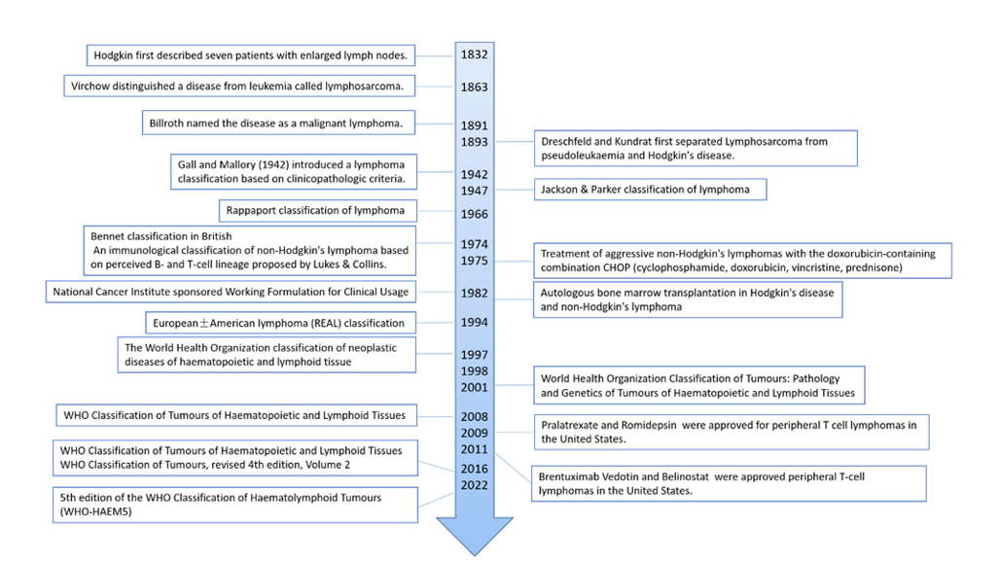 Hodgkin first described seven patients with enlarged lymph nodes.
1832
Virchow distinguished a disease from leukemia called lymphosarcoma.
1863
Billroth named the disease as a malignant lymphoma.
1891
1893
Dreschfeld and Kundrat first separated Lymphosarcoma from
pseudoleukaemia and Hodgkin's disease.
Gall and Mallory (1942) introduced a lymphoma
classification based on clinicopathologic criteria.
1942
1947
Jackson & Parker classification of lymphoma
Rappaport classification of lymphoma
1966
Bennet classification in British
An immunological classification of non-Hodgkin's lymphoma based
on perceived B- and T-cell lineage proposed by Lukes & Collins.
1974
1975
Treatment of aggressive non-Hodgkin's lymphomas with the doxorubicin-containing
combination CHOP (cyclophosphamide, doxorubicin, vincristine, prednisone)
National Cancer Institute sponsored Working Formulation for Clinical Usage
1982
Autologous bone marrow transplantation in Hodgkin's disease
and non-Hodgkin's lymphoma
European±American lymphoma (REAL) classification
1994
The World Health Organization classification of neoplastic
diseases of haematopoietic and lymphoid tissue
1997
1998
2001
World Health Organization Classification of Tumours: Pathology
and Genetics of Tumours of Haematopoietic and Lymphoid Tissues
WHO Classification of Tumours of Haematopoietic and Lymphoid Tissues
2008
2009
Pralatrexate and Romidepsin were approved for peripheral T cell lymphomas in
the United States.
2011
WHO Classification of Tumours of Haematopoietic and Lymphoid Tissues
WHO Classification of Tumours, revised 4th edition, Volume 2
2016
2022
Brentuximab Vedotin and Belinostat were approved peripheral T-cell
lymphomas in the United States.
5th edition of the WHO Classification of Haematolymphoid Tumours
(WHO-HAEM5)